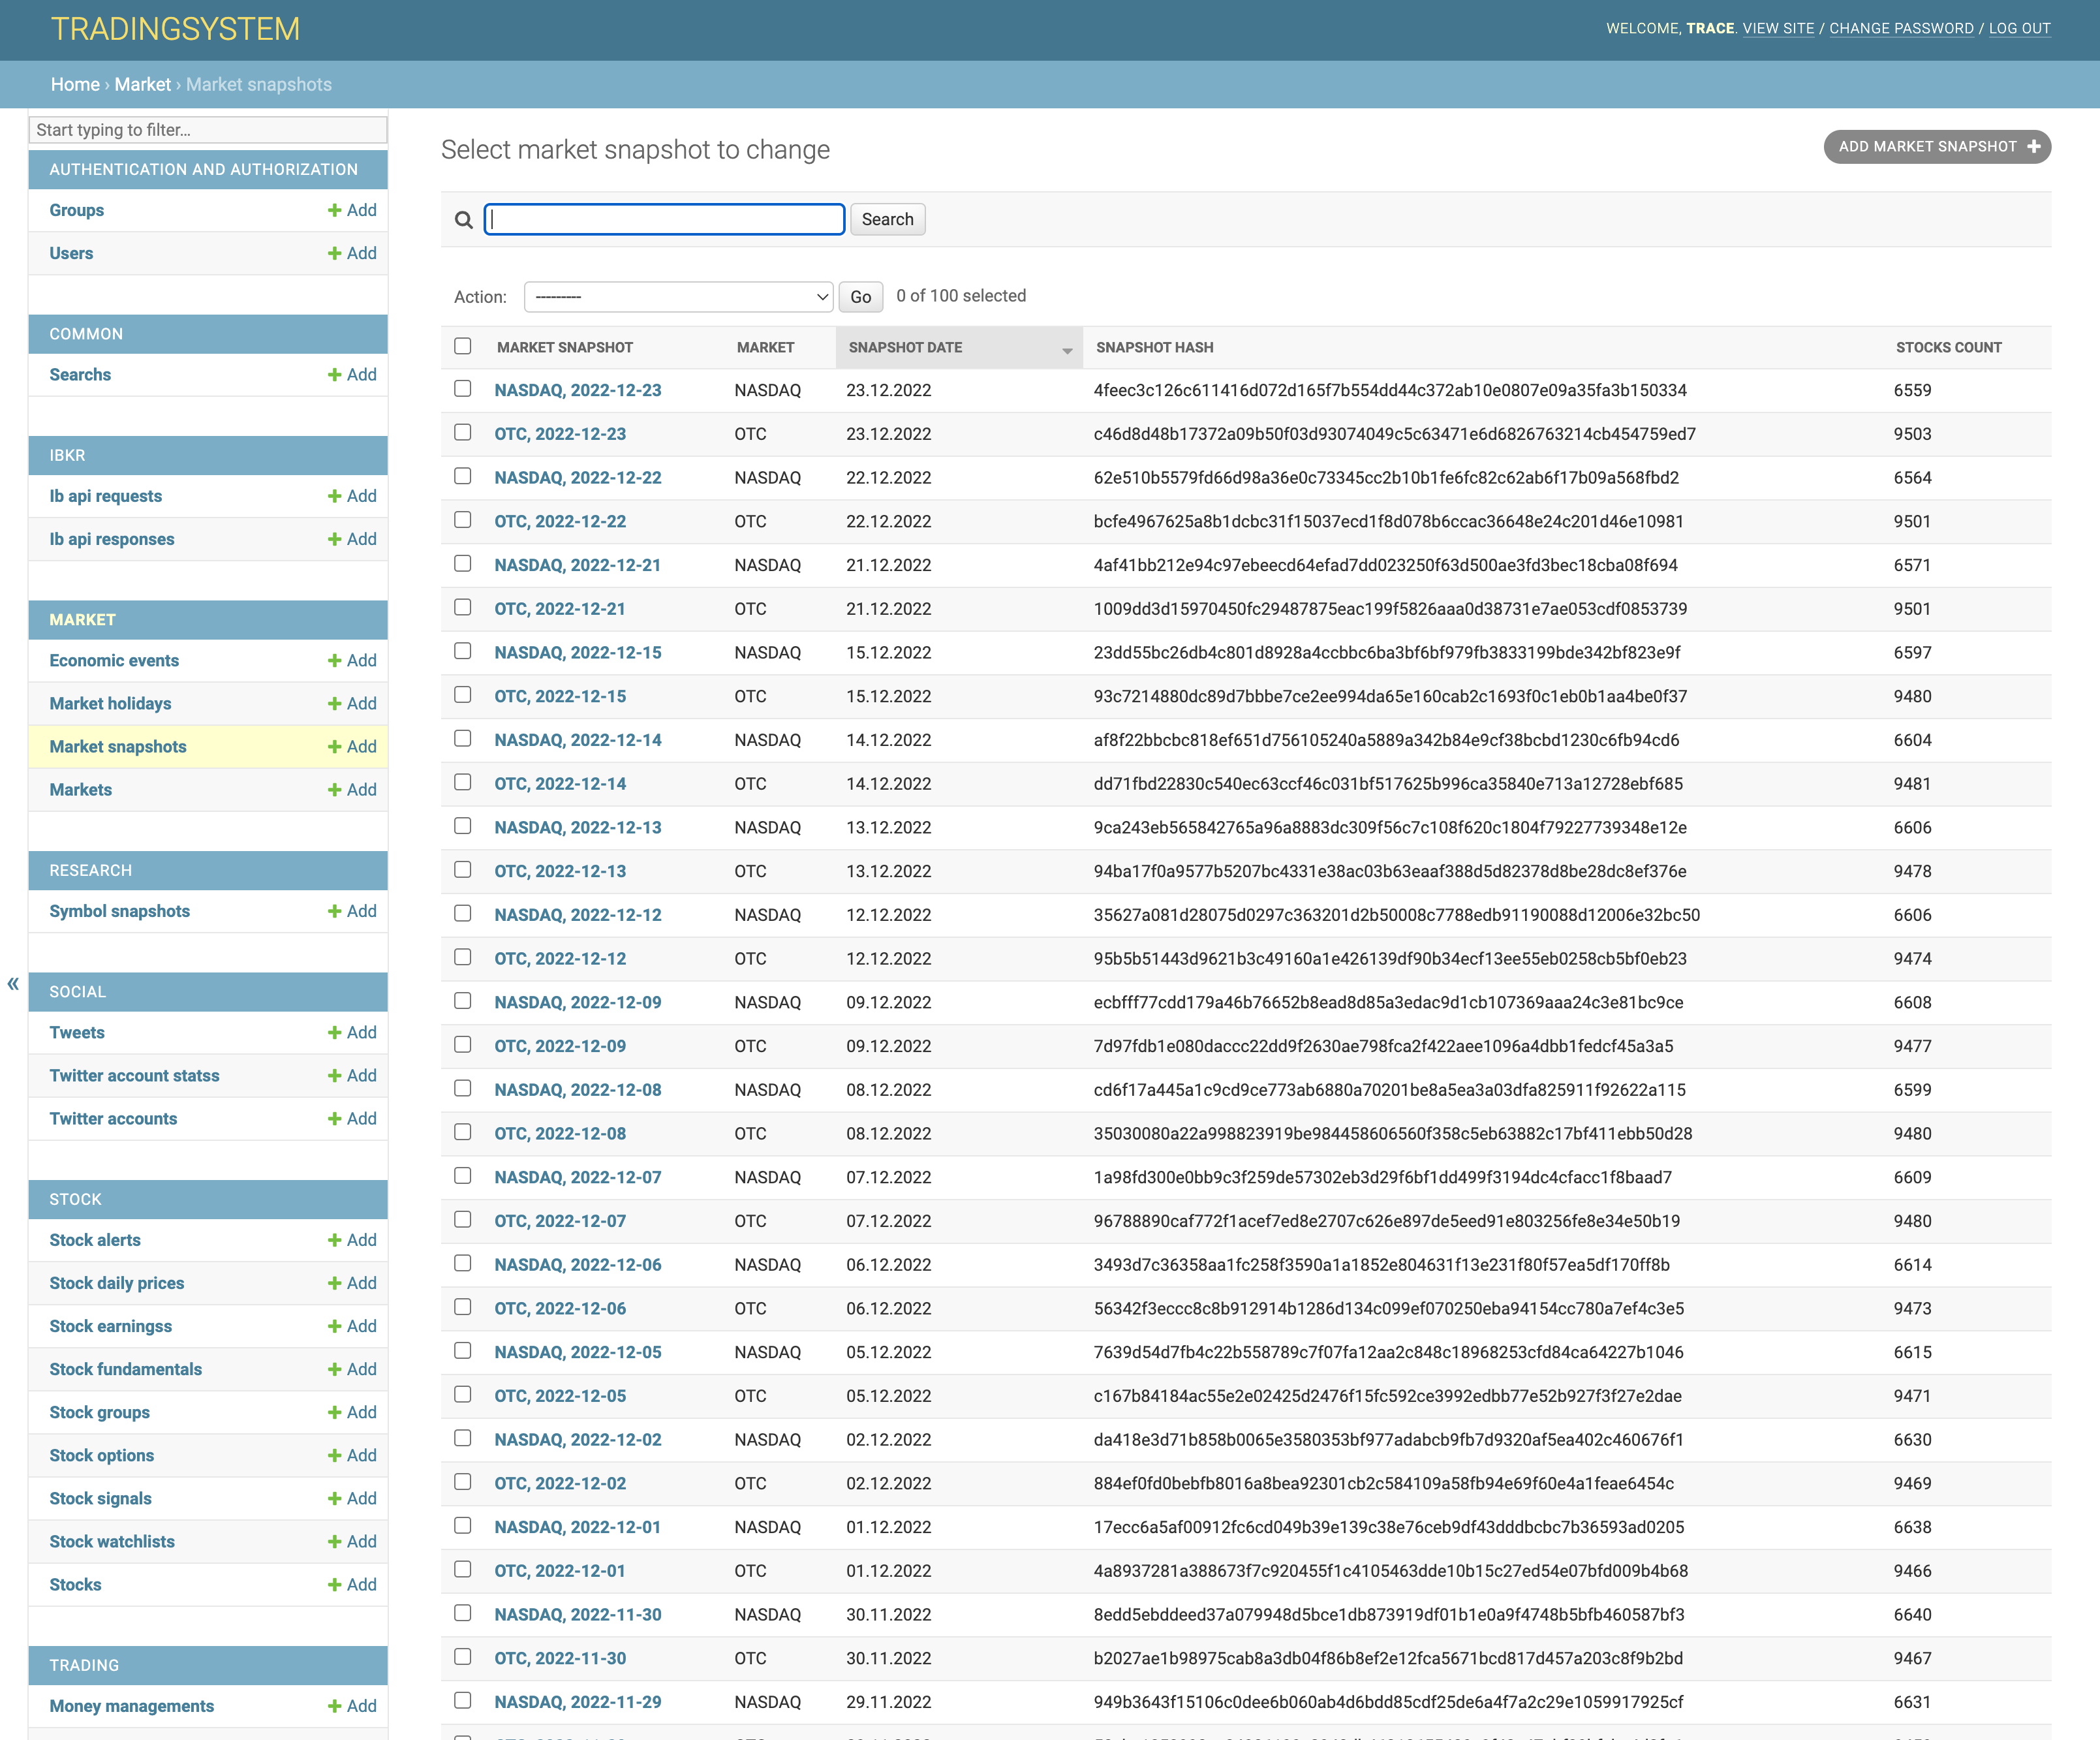 TRADINGSYSTEM
WELCOME, TRACE. VIEW SITE / CHANGE PASSWORD / LOG OUT
Home › Market › Market snapshots
Start typing to filter...
AUTHENTICATION AND AUTHORIZATION
Groups + Add
Users + Add
COMMON
Searchs + Add
IBKR
Ib api requests + Add
Ib api responses + Add
MARKET
Economic events + Add
Market holidays + Add
Market snapshots + Add
Markets + Add
RESEARCH
Symbol snapshots + Add
SOCIAL
Tweets + Add
Twitter account statss + Add
Twitter accounts + Add
STOCK
Stock alerts + Add
Stock daily prices + Add
Stock earningss + Add
Stock fundamentals + Add
Stock groups + Add
Stock options + Add
Stock signals + Add
Stock watchlists + Add
Stocks + Add
TRADING
Money managements + Add
«
Select market snapshot to change
ADD MARKET SNAPSHOT +
Search
Action: --------- Go 0 of 100 selected
MARKET SNAPSHOT MARKET SNAPSHOT DATE SNAPSHOT HASH STOCKS COUNT
NASDAQ, 2022-12-23 NASDAQ 23.12.2022 4feec3c126c611416d072d165f7b554dd44c372ab10e0807e09a35fa3b150334 6559
OTC, 2022-12-23 OTC 23.12.2022 c46d8d48b17372a09b50f03d93074049c5c63471e6d6826763214cb454759ed7 9503
NASDAQ, 2022-12-22 NASDAQ 22.12.2022 62e510b5579fd66d98a36e0c73345cc2b10b1fe6fc82c62ab6f17b09a568fbd2 6564
OTC, 2022-12-22 OTC 22.12.2022 bcfe4967625a8b1dcbc31f15037ecd1f8d078b6ccac36648e24c201d46e10981 9501
NASDAQ, 2022-12-21 NASDAQ 21.12.2022 4af41bb212e94c97ebeecd64efad7dd023250f63d500ae3fd3bec18cba08f694 6571
OTC, 2022-12-21 OTC 21.12.2022 1009dd3d15970450fc29487875eac199f5826aaa0d38731e7ae053cdf0853739 9501
NASDAQ, 2022-12-15 NASDAQ 15.12.2022 23dd55bc26db4c801d8928a4ccbbc6ba3bf6bf979fb3833199bde342bf823e9f 6597
OTC, 2022-12-15 OTC 15.12.2022 93c7214880dc89d7bbbe7ce2ee994da65e160cab2c1693f0c1eb0b1aa4be0f37 9480
NASDAQ, 2022-12-14 NASDAQ 14.12.2022 af8f22bbcbc818ef651d756105240a5889a342b84e9cf38bcbd1230c6fb94cd6 6604
OTC, 2022-12-14 OTC 14.12.2022 dd71fbd22830c540ec63ccf46c031bf517625b996ca35840e713a12728ebf685 9481
NASDAQ, 2022-12-13 NASDAQ 13.12.2022 9ca243eb565842765a96a8883dc309f56c7c108f620c1804f79227739348e12e 6606
OTC, 2022-12-13 OTC 13.12.2022 94ba17f0a9577b5207bc4331e38ac03b63eaaf388d5d82378d8be28dc8ef376e 9478
NASDAQ, 2022-12-12 NASDAQ 12.12.2022 35627a081d28075d0297c363201d2b50008c7788edb91190088d12006e32bc50 6606
OTC, 2022-12-12 OTC 12.12.2022 95b5b51443d9621b3c49160a1e426139df90b34ecf13ee55eb0258cb5bf0eb23 9474
NASDAQ, 2022-12-09 NASDAQ 09.12.2022 ecbfff77cdd179a46b76652b8ead8d85a3edac9d1cb107369aaa24c3e81bc9ce 6608
OTC, 2022-12-09 OTC 09.12.2022 7d97fdb1e080daccc22dd9f2630ae798fca2f422aee1096a4dbb1fedcf45a3a5 9477
NASDAQ, 2022-12-08 NASDAQ 08.12.2022 cd6f17a445a1c9cd9ce773ab6880a70201be8a5ea3a03dfa825911f92622a115 6599
OTC, 2022-12-08 OTC 08.12.2022 35030080a22a998823919be984458606560f358c5eb63882c17bf411ebb50d28 9480
NASDAQ, 2022-12-07 NASDAQ 07.12.2022 1a98fd300e0bb9c3f259de57302eb3d29f6bf1dd499f3194dc4cfacc1f8baad7 6609
OTC, 2022-12-07 OTC 07.12.2022 96788890caf772f1acef7ed8e2707c626e897de5eed91e803256fe8e34e50b19 9480
NASDAQ, 2022-12-06 NASDAQ 06.12.2022 3493d7c36358aa1fc258f3590a1a1852e804631f13e231f80f57ea5df170ff8b 6614
OTC, 2022-12-06 OTC 06.12.2022 56342f3eccc8c8b912914b1286d134c099ef070250eba94154cc780a7ef4c3e5 9473
NASDAQ, 2022-12-05 NASDAQ 05.12.2022 7639d54d7fb4c22b558789c7f07fa12aa2c848c18968253cfd84ca64227b1046 6615
OTC, 2022-12-05 OTC 05.12.2022 c167b84184ac55e2e02425d2476f15fc592ce3992edbb77e52b927f3f27e2dae 9471
NASDAQ, 2022-12-02 NASDAQ 02.12.2022 da418e3d71b858b0065e3580353bf977adabcb9fb7d9320af5ea402c460676f1 6630
OTC, 2022-12-02 OTC 02.12.2022 884ef0fd0bebfb8016a8bea92301cb2c584109a58fb94e69f60e4a1feae6454c 9469
NASDAQ, 2022-12-01 NASDAQ 01.12.2022 17ecc6a5af00912fc6cd049b39e139c38e76ceb9df43dddbcbc7b36593ad0205 6638
OTC, 2022-12-01 OTC 01.12.2022 4a8937281a388673f7c920455f1c4105463dde10b15c27ed54e07bfd009b4b68 9466
NASDAQ, 2022-11-30 NASDAQ 30.11.2022 8edd5ebddeed37a079948d5bce1db873919df01b1e0a9f4748b5bfb460587bf3 6640
OTC, 2022-11-30 OTC 30.11.2022 b2027ae1b98975cab8a3db04f86b8ef2e12fca5671bcd817d457a203c8f9b2bd 9467
NASDAQ, 2022-11-29 NASDAQ 29.11.2022 949b3643f15106c0dee6b060ab4d6bdd85cdf25de6a4f7a2c29e1059917925cf 6631